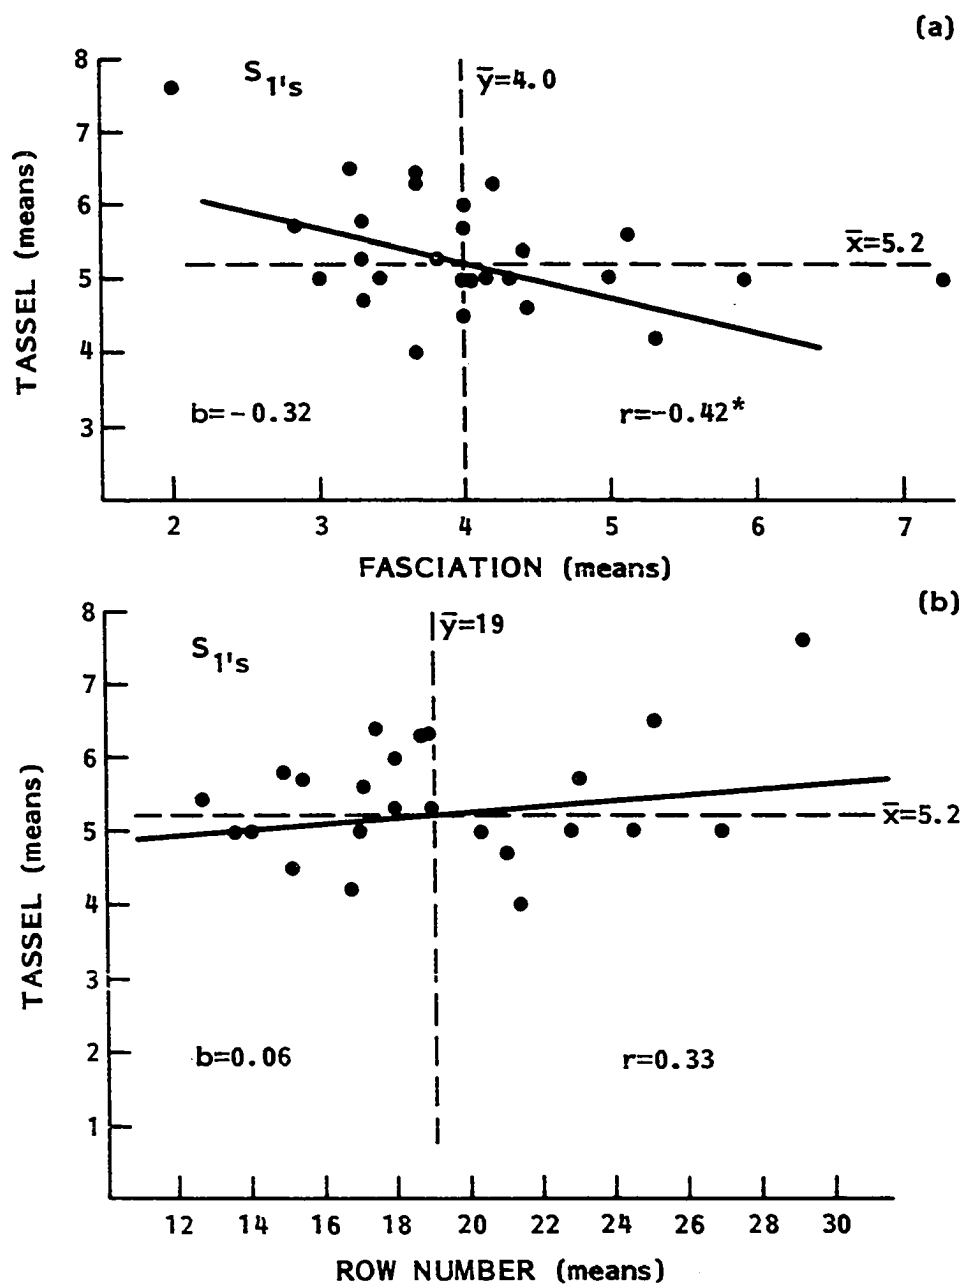 (a)
8
S1's
ȳ=4.0
7
6
x̄=5.2
5
4
3
b=-0.32
r=-0.42*
TASSEL (means)
2 3 4 5 6 7
FASCIATION (means)
(b)
8
S1's
ȳ=19
7
6
x̄=5.2
5
4
3
2
b=0.06
r=0.33
1
TASSEL (means)
12 14 16 18 20 22 24 26 28 30
ROW NUMBER (means)